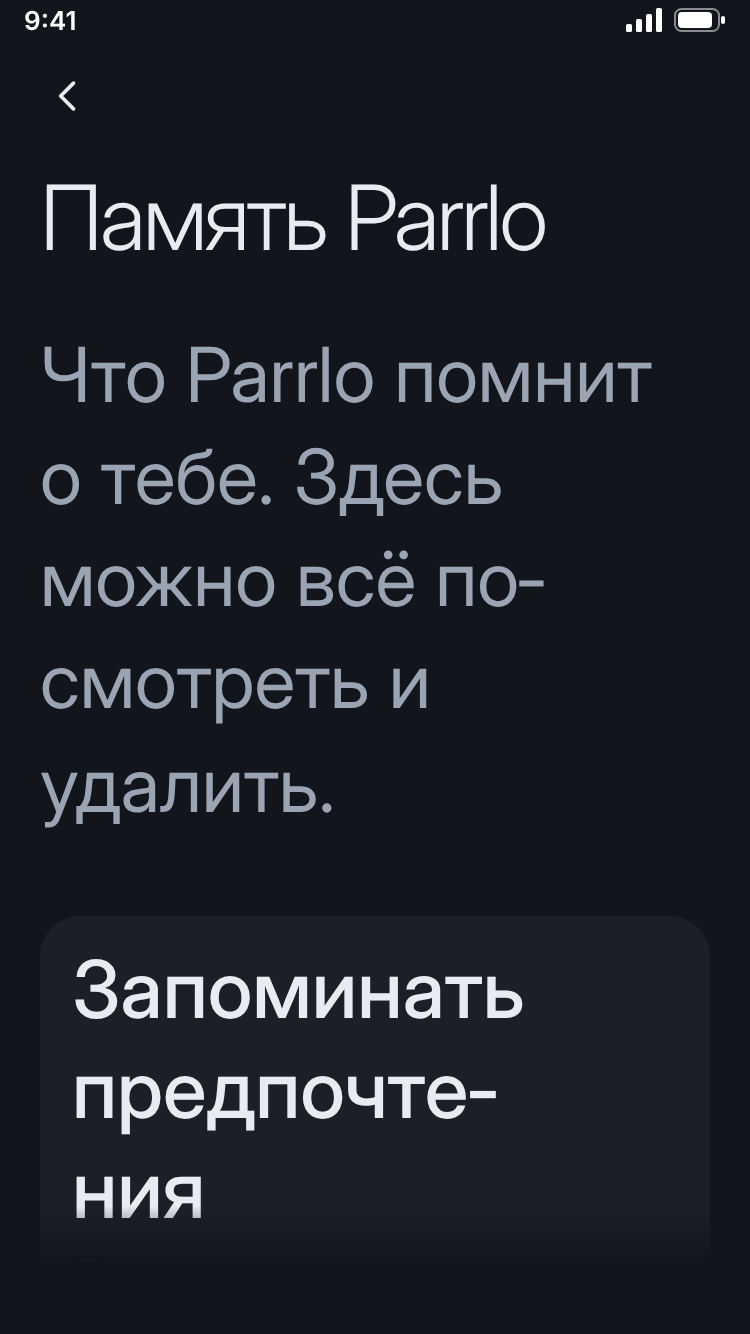 9:41
Память Parrlo
Что Parrlo помнит
о тебе. Здесь
можно всё по-
смотреть и
удалить.
Запоминать
предпочте-
ния